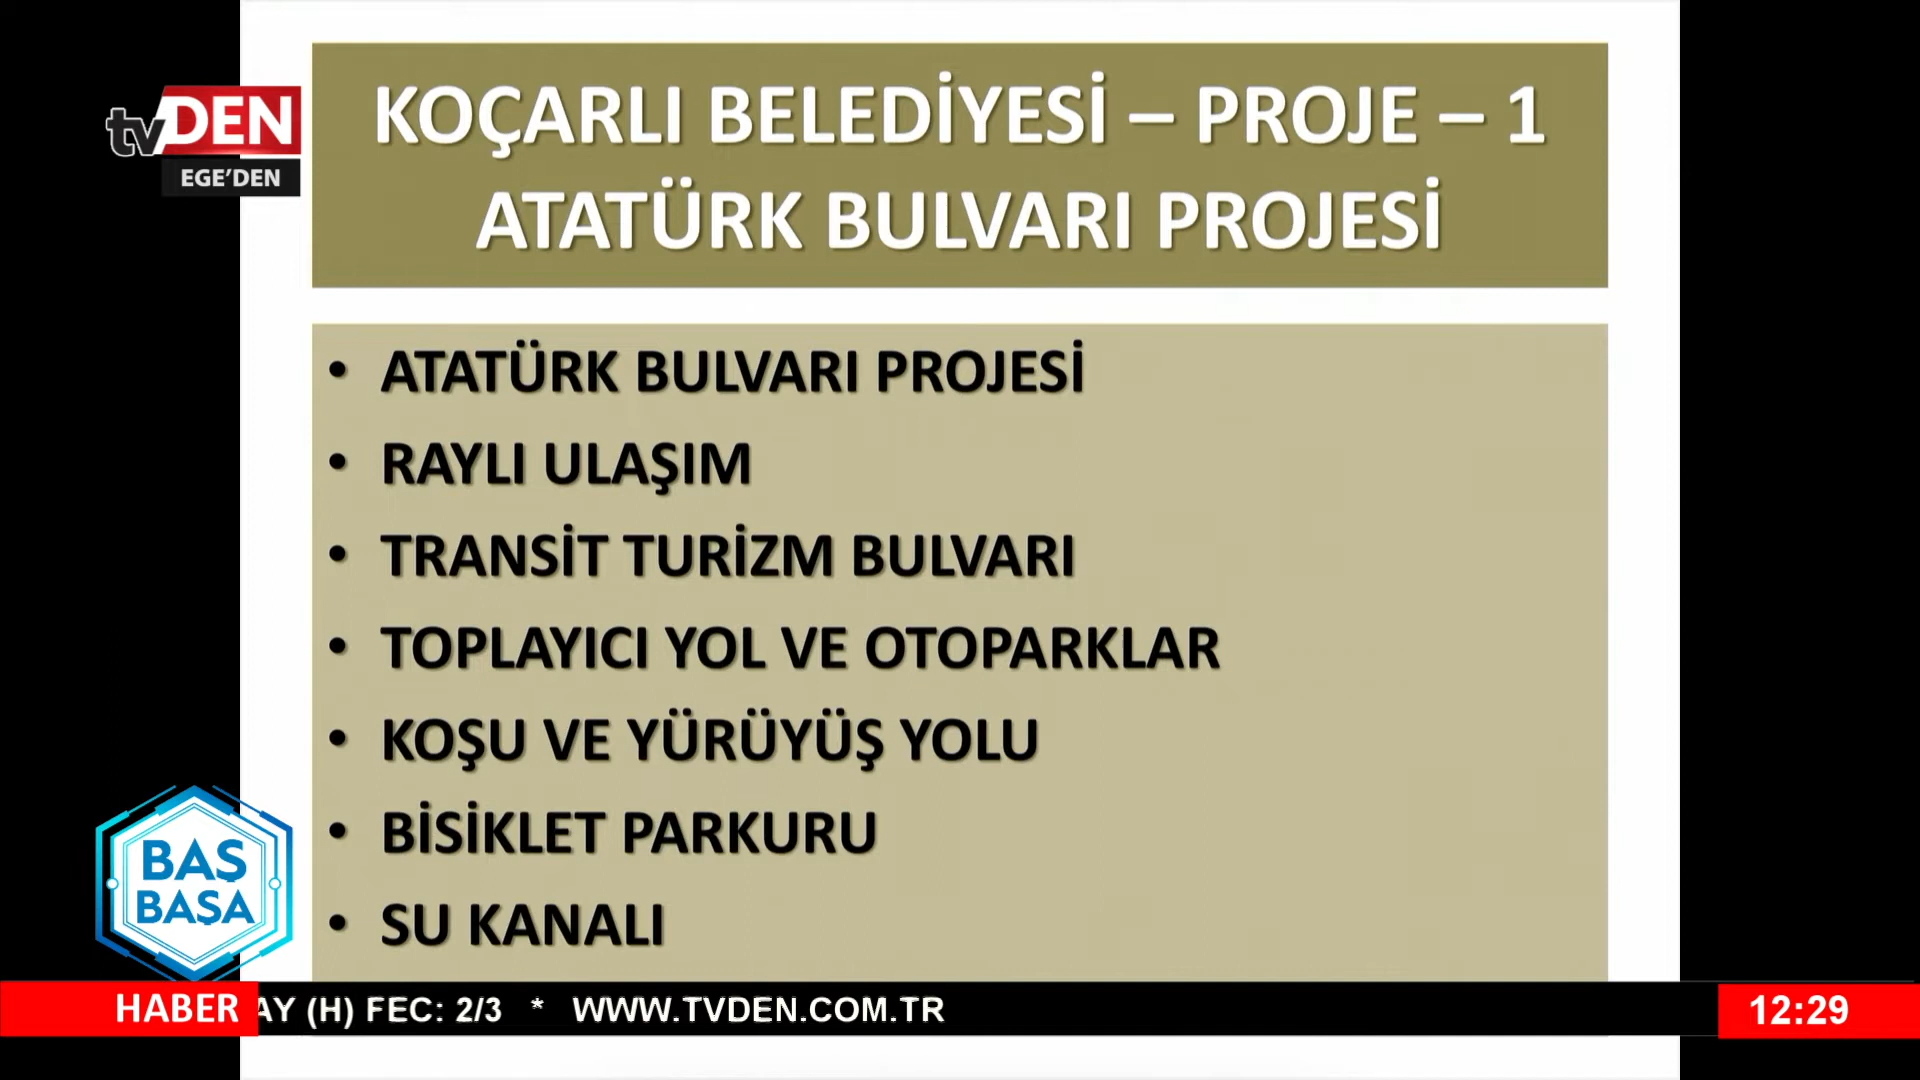 KOÇARLI BELEDİYESİ – PROJE – 1
ATATÜRK BULVARI PROJESİ
tvDEN
EGE'DEN
• ATATÜRK BULVARI PROJESİ
• RAYLI ULAŞIM
• TRANSİT TURİZM BULVARI
• TOPLAYICI YOL VE OTOPARKLAR
• KOŞU VE YÜRÜYÜŞ YOLU
• BİSİKLET PARKURU
• SU KANALI
BAŞ
BAŞA
HABER AY (H) FEC: 2/3 * WWW.TVDEN.COM.TR 12:29